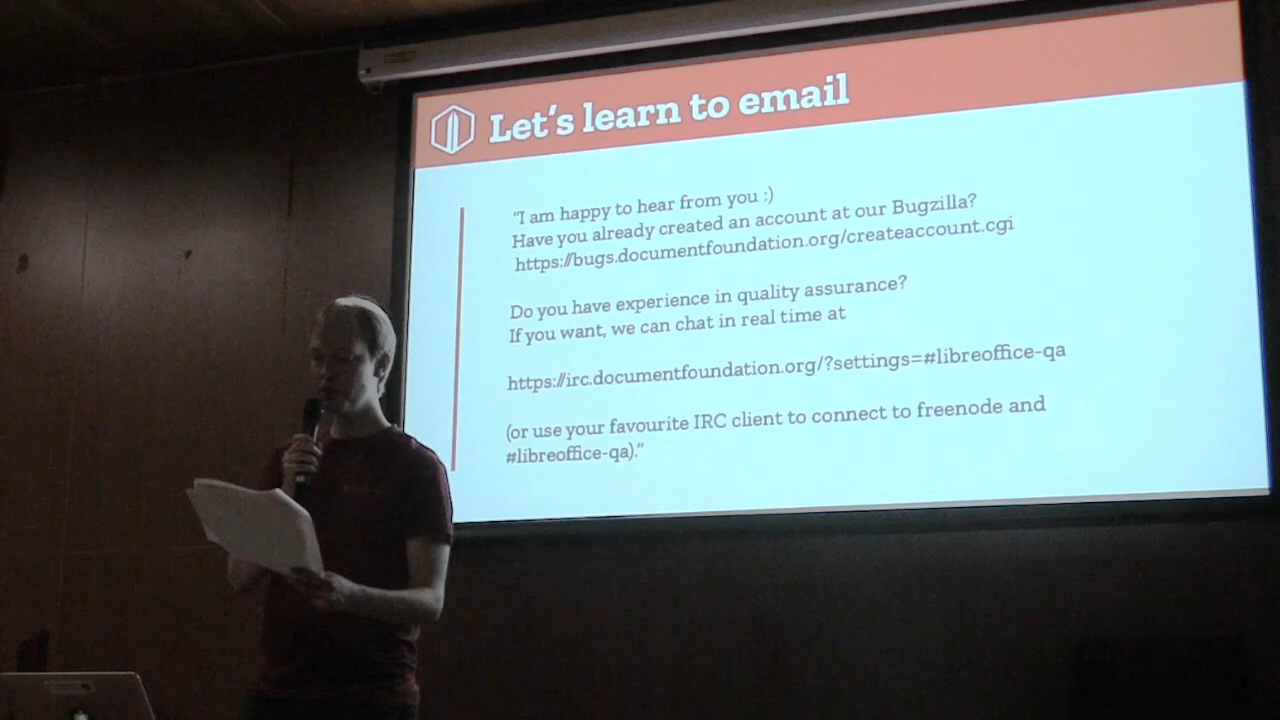 Let's learn to email
"I am happy to hear from you :)
Have you already created an account at our Bugzilla?
https://bugs.documentfoundation.org/createaccount.cgi
Do you have experience in quality assurance?
If you want, we can chat in real time at
https://irc.documentfoundation.org/?settings=#libreoffice-qa
(or use your favourite IRC client to connect to freenode and
#libreoffice-qa)."